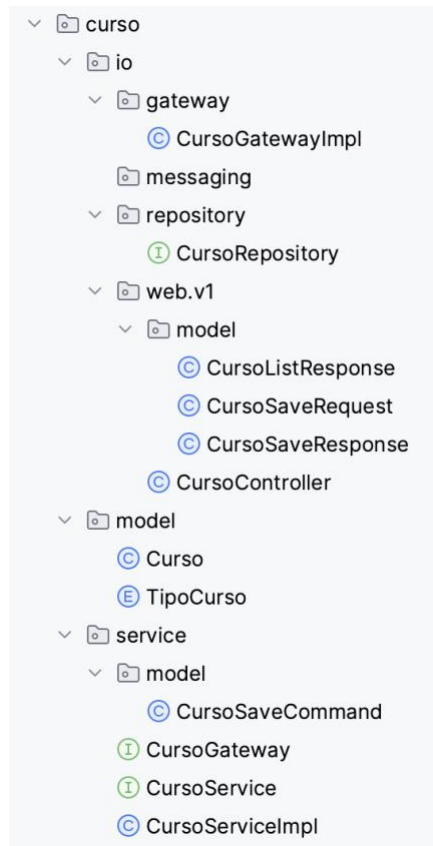 curso
io
gateway
C CursoGatewayImpl
messaging
repository
I CursoRepository
web.v1
model
C CursoListResponse
C CursoSaveRequest
C CursoSaveResponse
C CursoController
model
C Curso
E TipoCurso
service
model
C CursoSaveCommand
I CursoGateway
I CursoService
C CursoServiceImpl